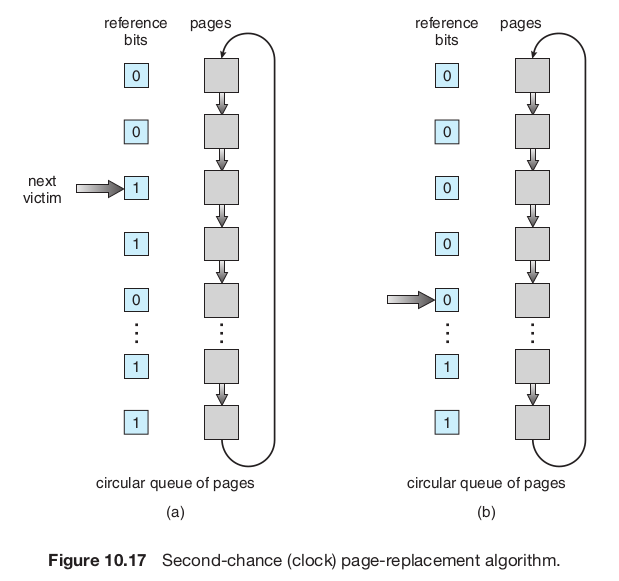 reference pages
bits
0
0
next
victim
1
1
0
1
1
circular queue of pages
(a)
reference pages
bits
0
0
0
0
0
1
1
circular queue of pages
(b)
Figure 10.17 Second-chance (clock) page-replacement algorithm.